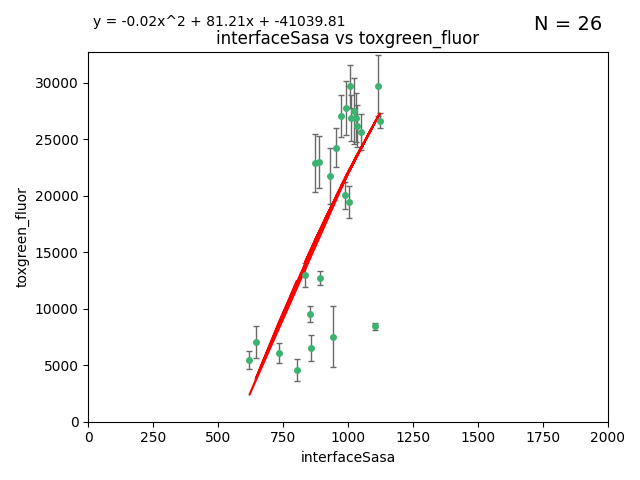 y = -0.02x^2 + 81.21x + -41039.81
N = 26
interfaceSasa vs toxgreen_fluor
toxgreen_fluor
30000
25000
20000
15000
10000
5000
0
0 250 500 750 1000 1250 1500 1750 2000
interfaceSasa